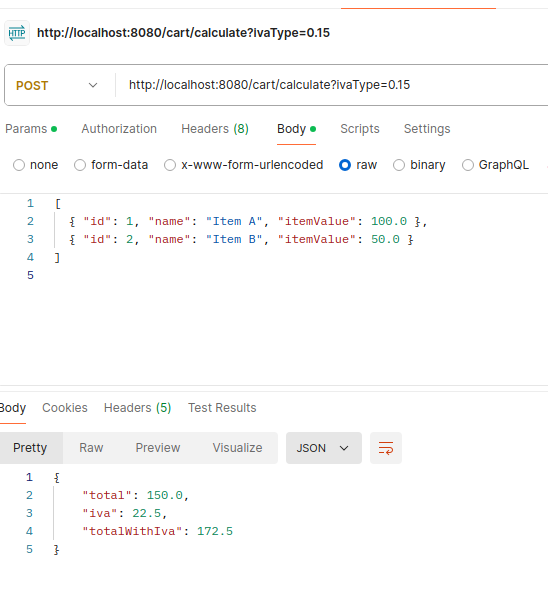 HTTP http://localhost:8080/cart/calculate?ivaType=0.15
POST http://localhost:8080/cart/calculate?ivaType=0.15
Params Authorization Headers (8) Body Scripts Settings
none form-data x-www-form-urlencoded raw binary GraphQL
1 [
2 { "id": 1, "name": "Item A", "itemValue": 100.0 },
3 { "id": 2, "name": "Item B", "itemValue": 50.0 }
4 ]
5
Body Cookies Headers (5) Test Results
Pretty Raw Preview Visualize JSON
1 {
2 "total": 150.0,
3 "iva": 22.5,
4 "totalWithIva": 172.5
5 }